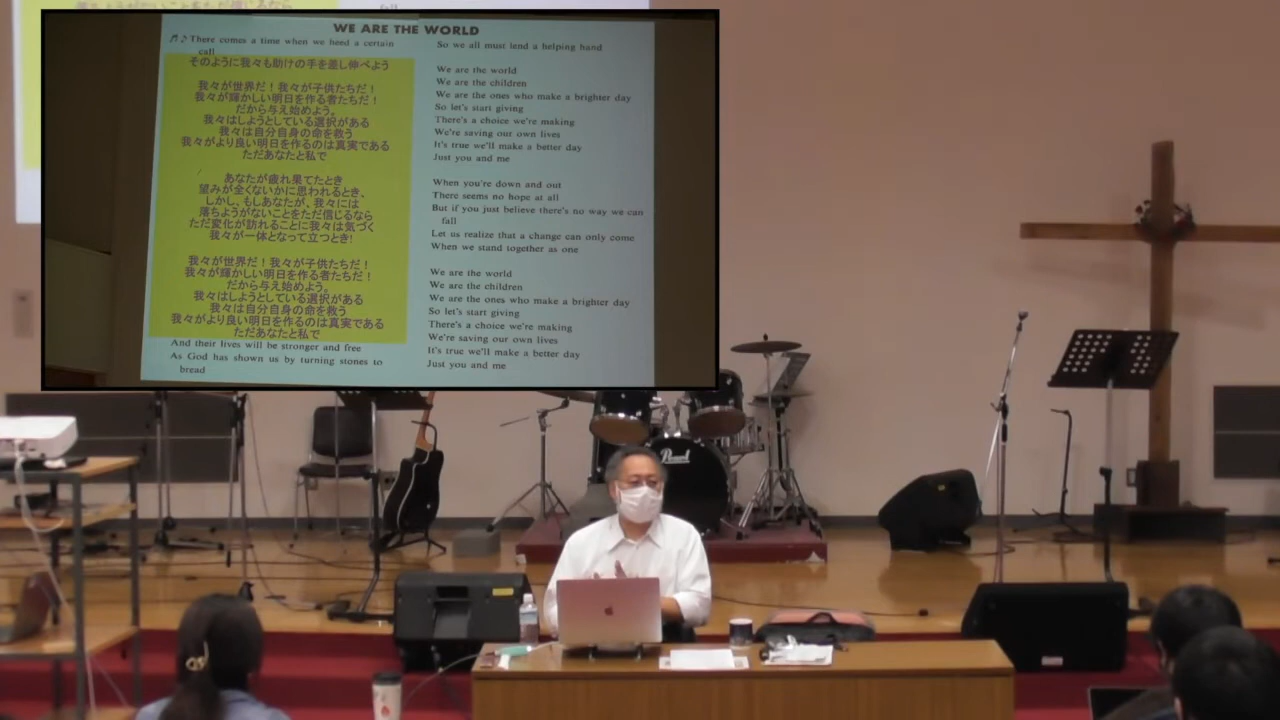 WE ARE THE WORLD
There comes a time when we heed a certain
call
そのように我々も助けの手を差し伸べよう
我々が世界だ！我々が子供たちだ！
我々が輝かしい明日を作る者たちだ！
だから与え始めよう。
我々はしようとしている選択がある
我々は自分自身の命を救う
我々がより良い明日を作るのは真実である
ただあなたと私で
あなたが疲れ果てたとき
望みが全くないかに思われるとき、
しかし、もしあなたが、我々には
落ちようがないことをただ信じるなら
ただ変化が訪れることに我々は気づく
我々が一体となって立つとき!
我々が世界だ！我々が子供たちだ！
我々が輝かしい明日を作る者たちだ！
だから与え始めよう。
我々はしようとしている選択がある
我々は自分自身の命を救う
我々がより良い明日を作るのは真実である
ただあなたと私で
And their lives will be stronger and free
As God has shown us by turning stones to
bread
So we all must lend a helping hand
We are the world
We are the children
We are the ones who make a brighter day
So let's start giving
There's a choice we're making
We're saving our own lives
It's true we'll make a better day
Just you and me
When you're down and out
There seems no hope at all
But if you just believe there's no way we can
fall
Let us realize that a change can only come
When we stand together as one
We are the world
We are the children
We are the ones who make a brighter day
So let's start giving
There's a choice we're making
We're saving our own lives
It's true we'll make a better day
Just you and me
Pearl